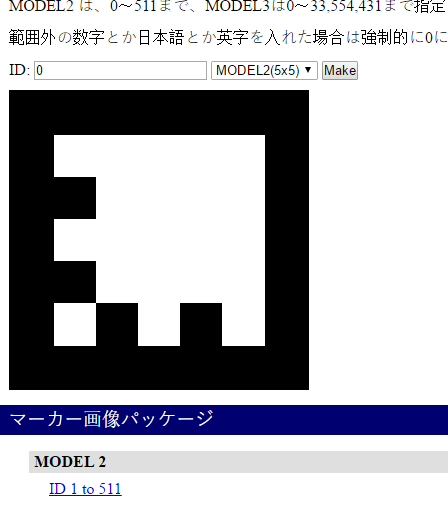 MODEL2 は、0～511まで、MODEL3は0～33,554,431まで指定
範囲外の数字とか日本語とか英字を入れた場合は強制的に0に
ID: 0 MODEL2(5x5) Make
マーカー画像パッケージ
MODEL 2
ID 1 to 511